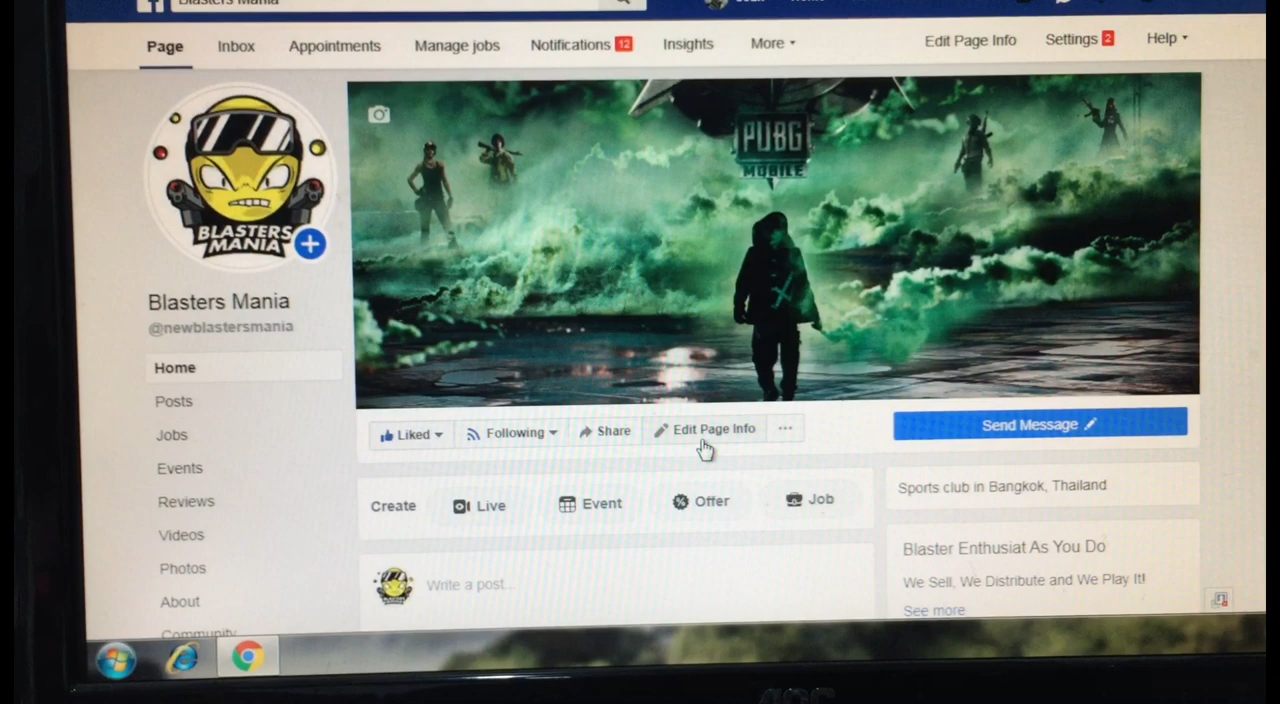 Blasters Mania
Page Inbox Appointments Manage jobs Notifications 12 Insights More Edit Page Info Settings 2 Help
PUBG
MOBILE
BLASTERS
MANIA
Blasters Mania
@newblastersmania
Home
Posts
Jobs
Events
Reviews
Videos
Photos
About
Community
Liked Following Share Edit Page Info ...
Send Message
Create Live Event Offer Job
Sports club in Bangkok, Thailand
Write a post...
Blaster Enthusiat As You Do
We Sell, We Distribute and We Play It!
See more
AOC